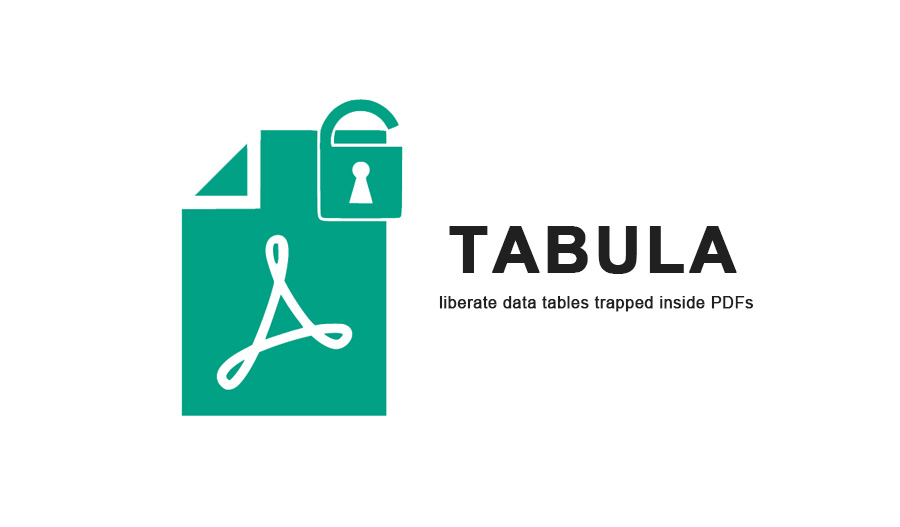 TABULA
liberate data tables trapped inside PDFs